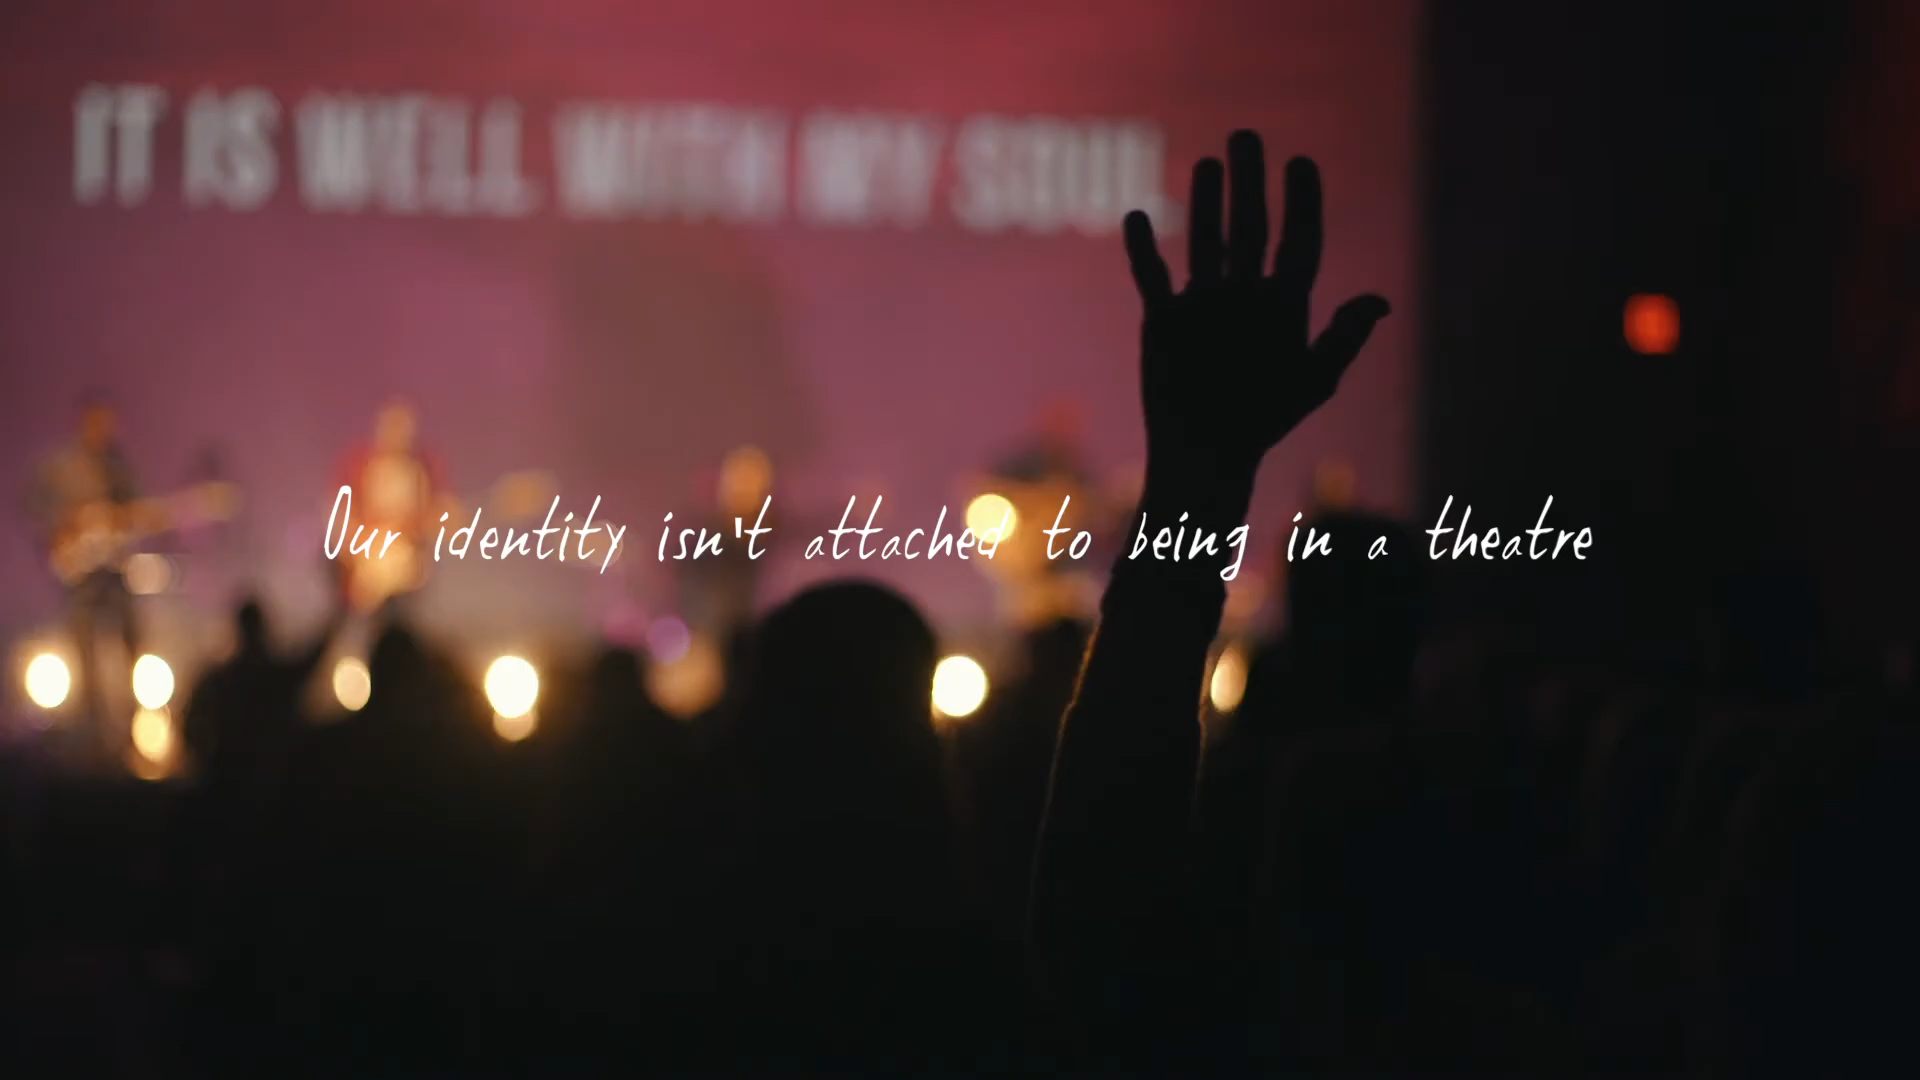 IT IS WELL WITH MY SOUL
Our identity isn't attached to being in a theatre